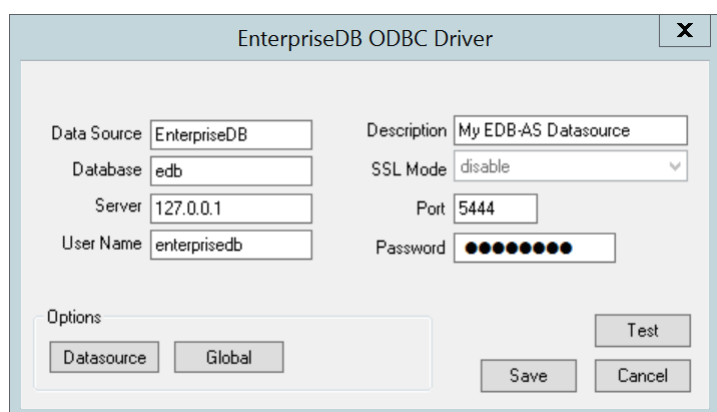 EnterpriseDB ODBC Driver
X
Data Source EnterpriseDB
Description My EDB-AS Datasource
Database edb
SSL Mode disable
Server 127.0.0.1
Port 5444
User Name enterprisedb
Password ●●●●●●●●
Options
Datasource Global
Test
Save Cancel